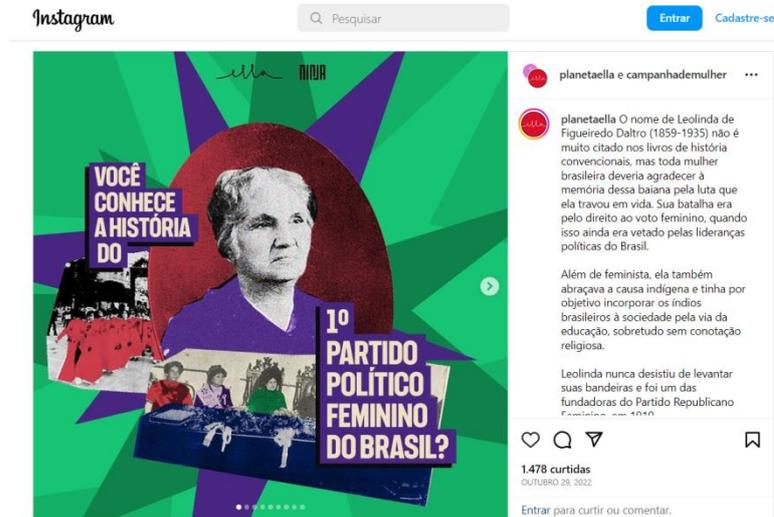 Instagram
Pesquisar
Entrar
Cadastre-se
ella
NINJA
VOCÊ
CONHECE
A HISTÓRIA
DO
1º
PARTIDO
POLÍTICO
FEMININO
DO BRASIL?
planetaella e campanhademulher
ella
planetaella O nome de Leolinda de
Figueiredo Daltro (1859-1935) não é
muito citado nos livros de história
convencionais, mas toda mulher
brasileira deveria agradecer à
memória dessa baiana pela luta que
ela travou em vida. Sua batalha era
pelo direito ao voto feminino, quando
isso ainda era vetado pelas lideranças
políticas do Brasil.
Além de feminista, ela também
abraçava a causa indígena e tinha por
objetivo incorporar os índios
brasileiros à sociedade pela via da
educação, sobretudo sem conotação
religiosa.
Leolinda nunca desistiu de levantar
suas bandeiras e foi um das
fundadoras do Partido Republicano
Feminino, em 1910
1.478 curtidas
OUTUBRO 29, 2022
Entrar para curtir ou comentar.